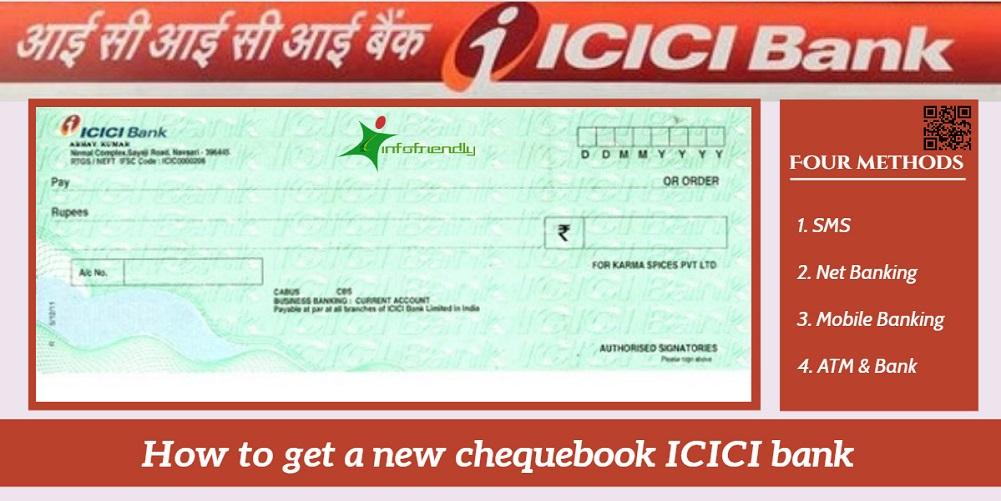 आई सी आई सी आई बैंक ICICI Bank
ICICI Bank
ABHAY KUMAR
Nirmal Complex,Sayaji Road, Navsari - 396445
RTGS / NEFT IFSC Code : ICIC0000206
infofriendly
D D M M Y Y Y Y
Pay
OR ORDER
Rupees
₹
A/c No.
FOR KARMA SPICES PVT LTD
CABUS CBS
BUSINESS BANKING : CURRENT ACCOUNT
Payable at par at all branches of ICICI Bank Limited in India
AUTHORISED SIGNATORIES
Please sign above
FOUR METHODS
1. SMS
2. Net Banking
3. Mobile Banking
4. ATM & Bank
How to get a new chequebook ICICI bank